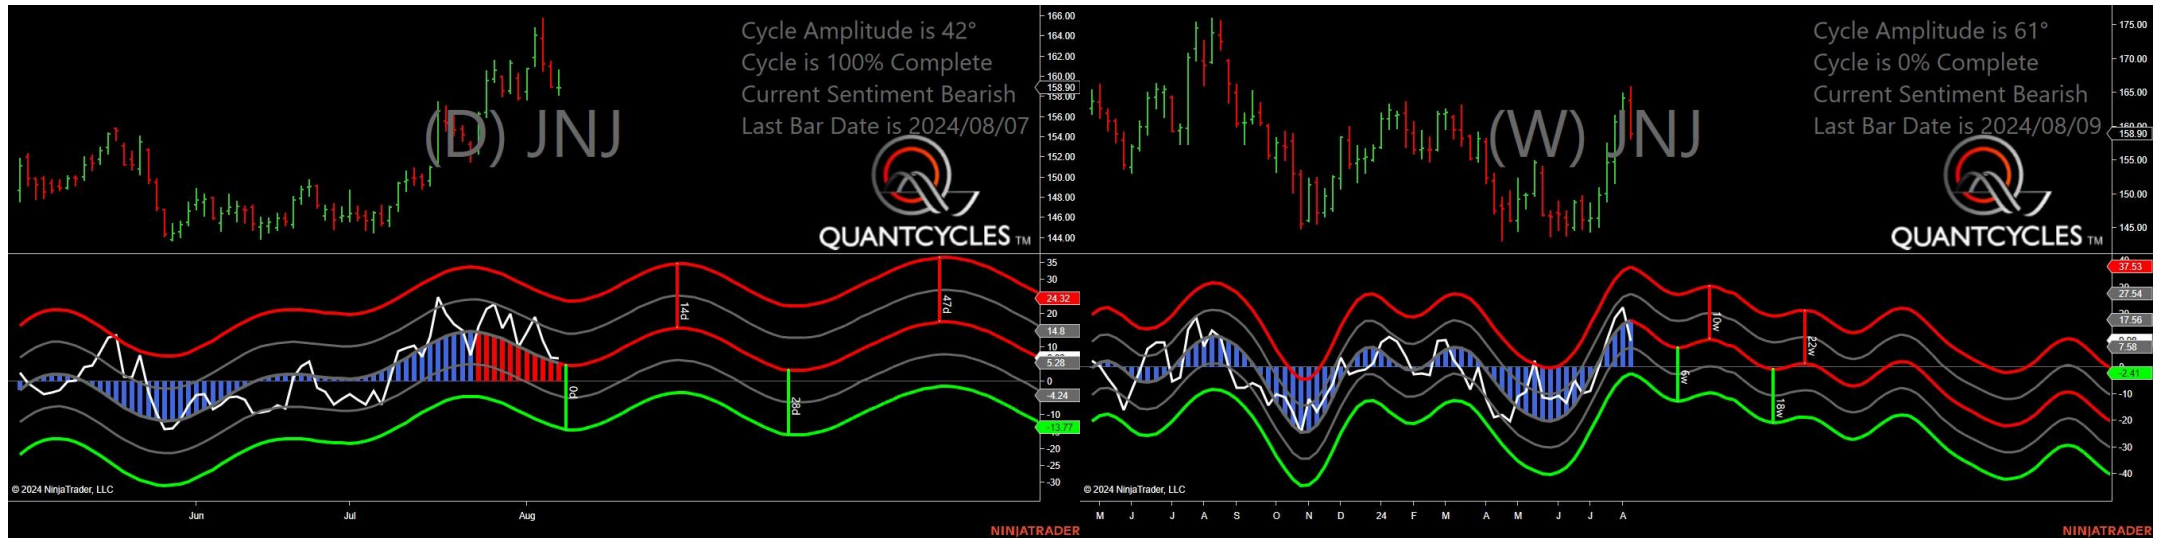 Cycle Amplitude is 42°
Cycle is 100% Complete
Current Sentiment Bearish
Last Bar Date is 2024/08/07
(D) JNJ
QUANTCYCLES TM
166.00
164.00
162.00
160.00
158.90
158.00
156.00
154.00
152.00
150.00
148.00
146.00
144.00
35
30
24.32
20
14.8
10
5.28
0
-4.24
-10
-13.77
-20
-25
-30
14d
47d
0d
28d
© 2024 NinjaTrader, LLC
Jun Jul Aug
NINJATRADER
Cycle Amplitude is 61°
Cycle is 0% Complete
Current Sentiment Bearish
Last Bar Date is 2024/08/09
(W) JNJ
QUANTCYCLES TM
175.00
170.00
165.00
160.00
158.90
155.00
150.00
145.00
37.53
27.54
17.56
7.58
-2.41
-10
-20
-30
-40
10w
22w
6w
18w
© 2024 NinjaTrader, LLC
M J J A S O N D 24 F M A M J J A
NINJATRADER